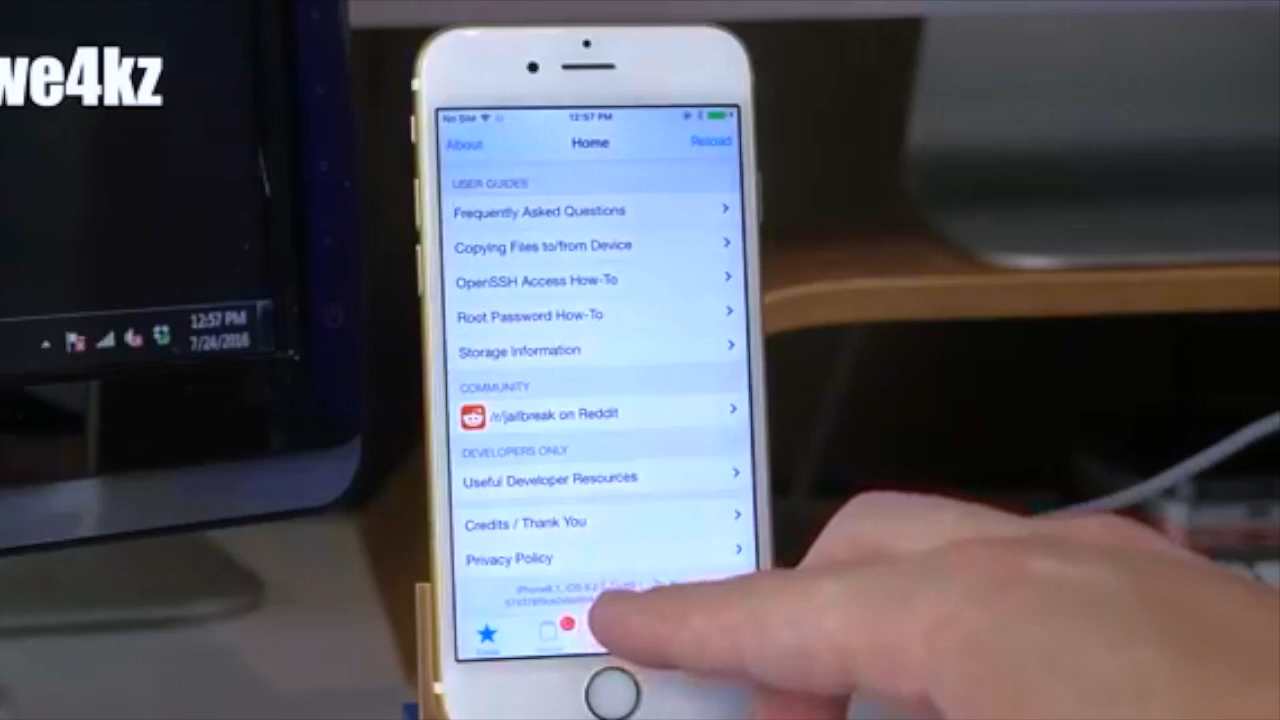 we4kz
No SIM
12:57 PM
About
Home
Reload
USER GUIDES
Frequently Asked Questions
Copying Files to/from Device
OpenSSH Access How-To
Root Password How-To
Storage Information
COMMUNITY
/r/jailbreak on Reddit
DEVELOPERS ONLY
Useful Developer Resources
Credits / Thank You
Privacy Policy
12:57 PM
7/24/2016